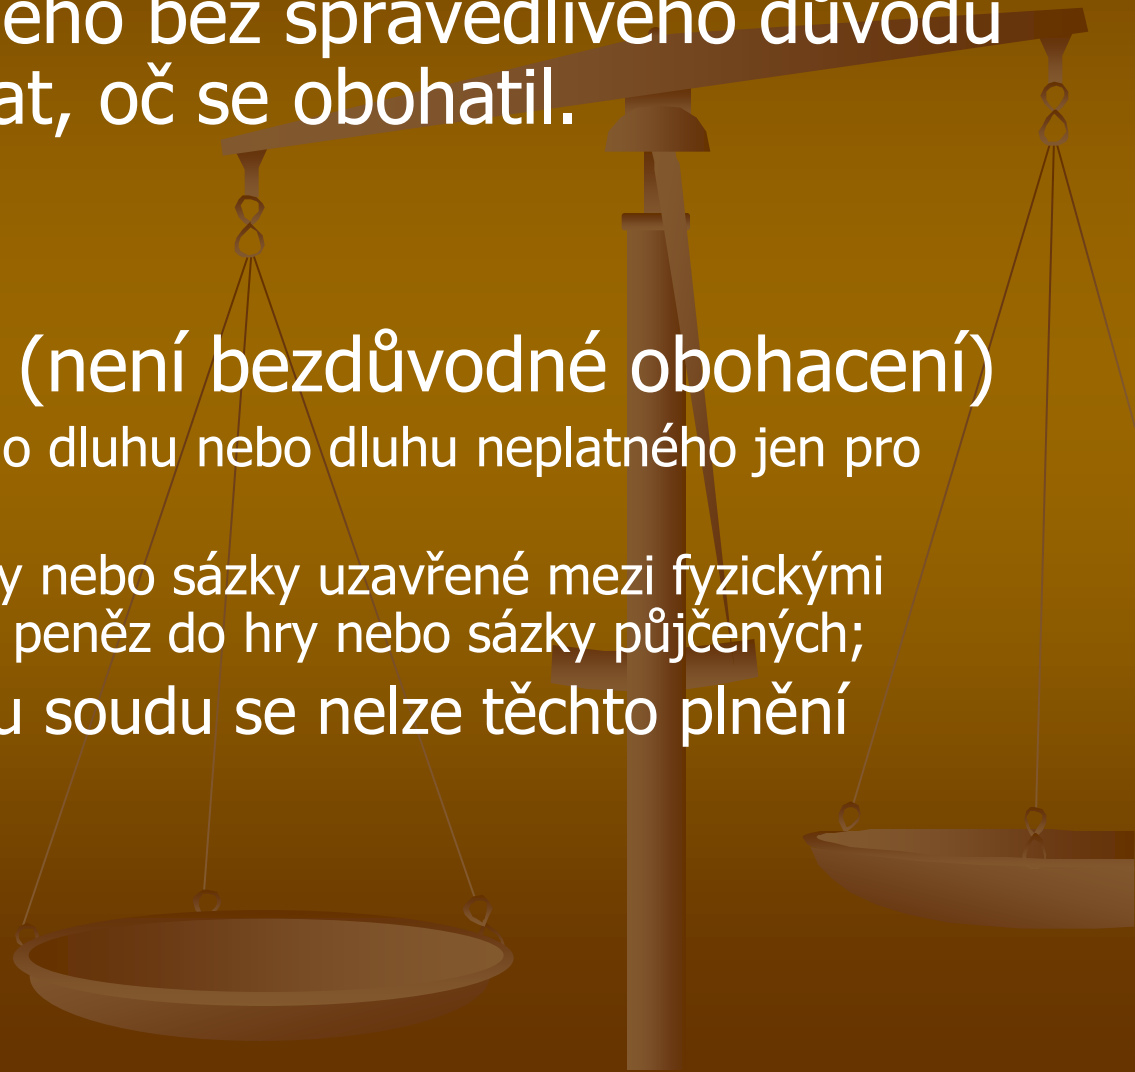 ého bez spravedlivého důvodu
at, oč se obohatil.
(není bezdůvodné obohacení)
o dluhu nebo dluhu neplatného jen pro
y nebo sázky uzavřené mezi fyzickými
peněz do hry nebo sázky půjčených;
u soudu se nelze těchto plnění